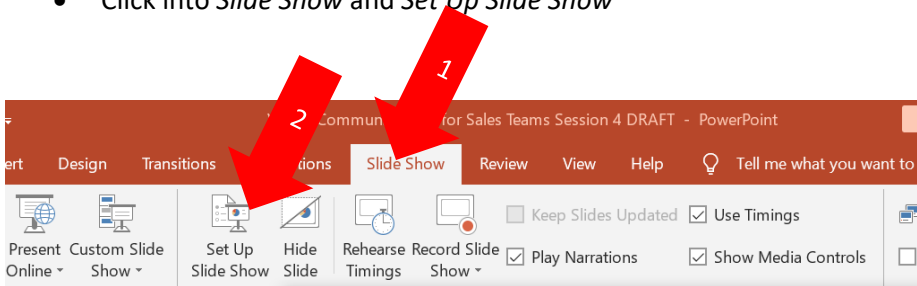 • Click into Slide Show and Set Up Slide Show
1
2
Commun for Sales Teams Session 4 DRAFT - PowerPoint
ert Design Transitions tions Slide Show Review View Help Tell me what you want to
Keep Slides Updated Use Timings
Present Custom Slide Set Up Hide Rehearse Record Slide Play Narrations Show Media Controls
Online Show Slide Show Slide Timings Show